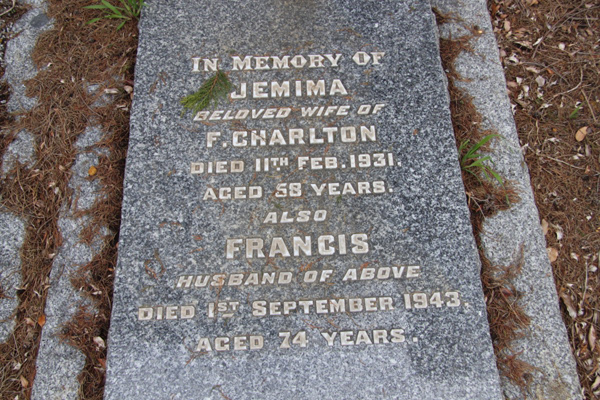 IN MEMORY OF
JEMIMA
BELOVED WIFE OF
F. CHARLTON
DIED 11TH FEB. 1931.
AGED 58 YEARS.
ALSO
FRANCIS
HUSBAND OF ABOVE
DIED 1ST SEPTEMBER 1943.
AGED 74 YEARS.